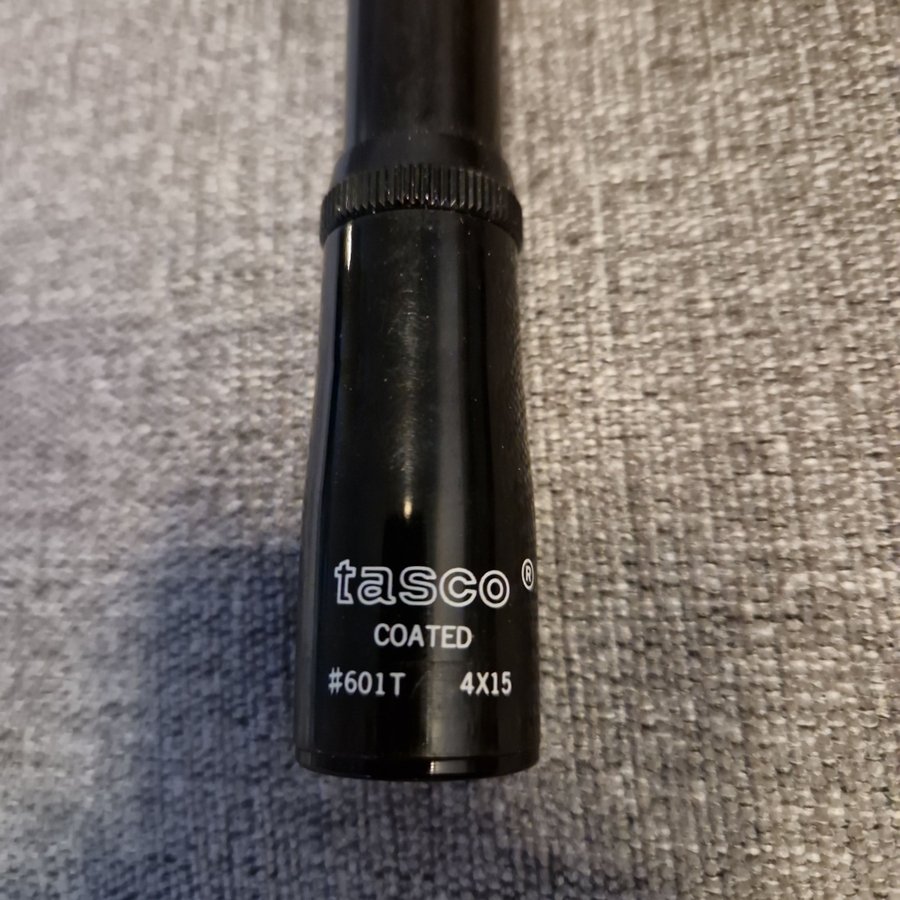 tasco ®
COATED
#601T 4X15